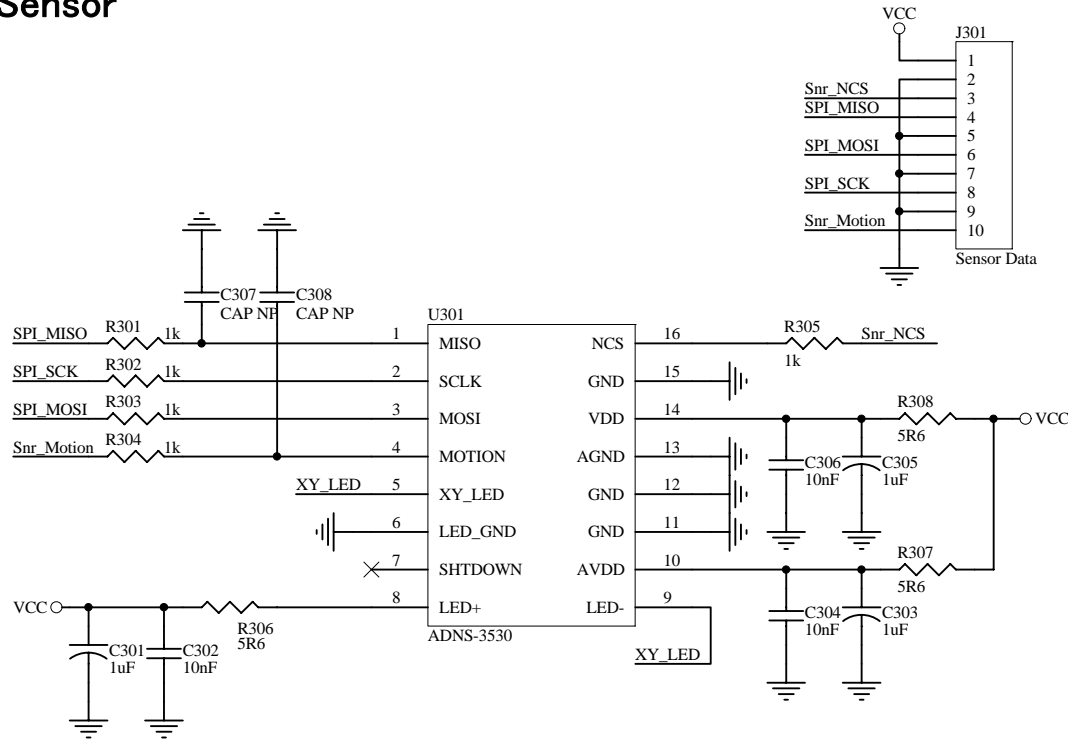 Sensor
VCC
J301
1
2
Snr_NCS 3
SPI_MISO 4
5
SPI_MOSI 6
7
SPI_SCK 8
9
Snr_Motion 10
Sensor Data
C307 C308
CAP NP CAP NP
U301
SPI_MISO R301 1k 1 MISO NCS 16 R305 1k Snr_NCS
SPI_SCK R302 1k 2 SCLK GND 15
SPI_MOSI R303 1k 3 MOSI VDD 14 R308 5R6 VCC
Snr_Motion R304 1k 4 MOTION AGND 13
C306 C305
10nF 1uF
XY_LED 5 XY_LED GND 12
6 LED_GND GND 11
7 SHTDOWN AVDD 10 R307 5R6
VCC R306 5R6 8 LED+ LED- 9
C304 C303
10nF 1uF
ADNS-3530
XY_LED
C301 C302
1uF 10nF